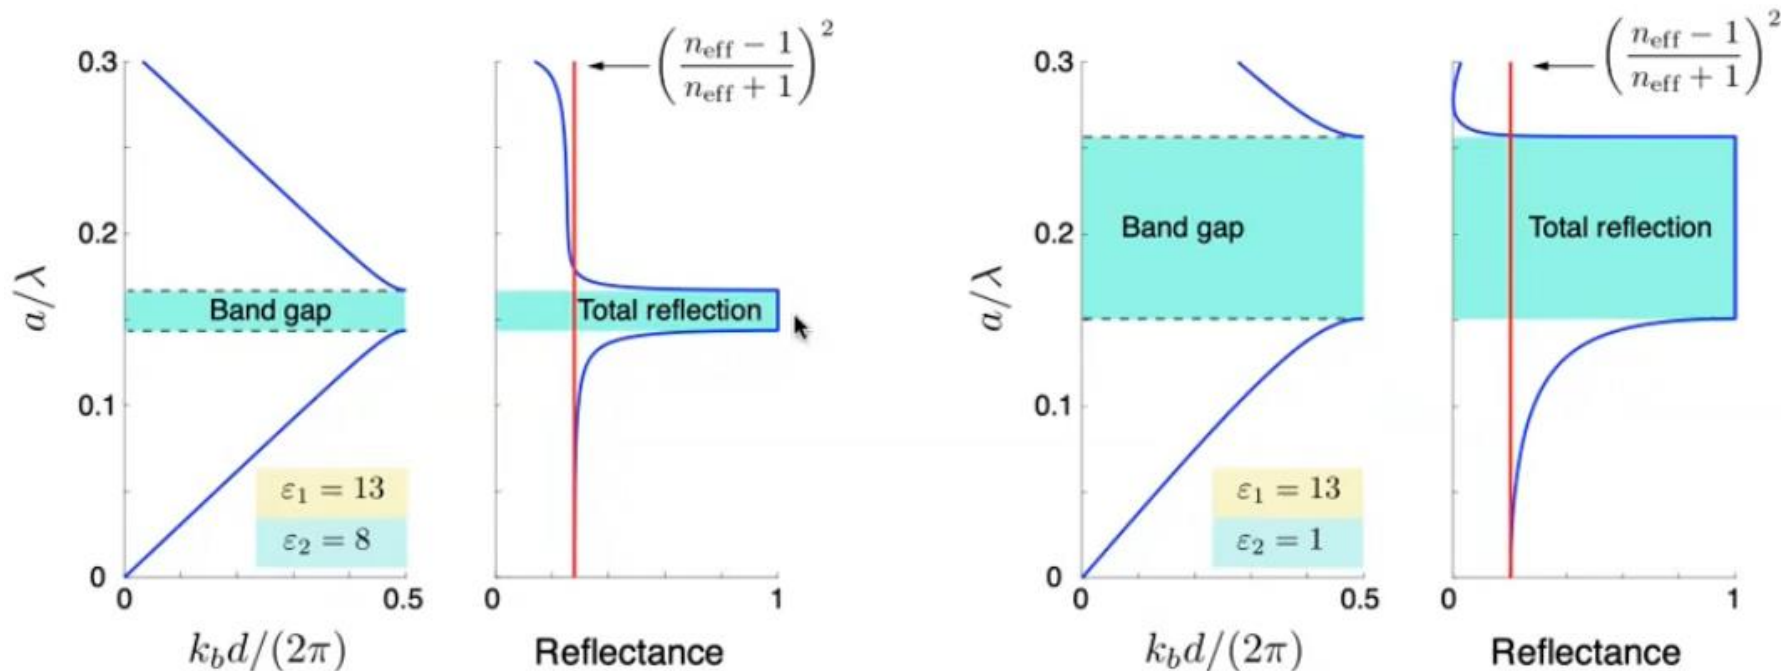 (n_eff − 1 / n_eff + 1)²
0.3
0.2
0.1
0
a/λ
Band gap
ε₁ = 13
ε₂ = 8
0
0.5
k_b d/(2π)
Total reflection
0
1
Reflectance
(n_eff − 1 / n_eff + 1)²
0.3
0.2
0.1
0
a/λ
Band gap
ε₁ = 13
ε₂ = 1
0
0.5
k_b d/(2π)
Total reflection
0
1
Reflectance